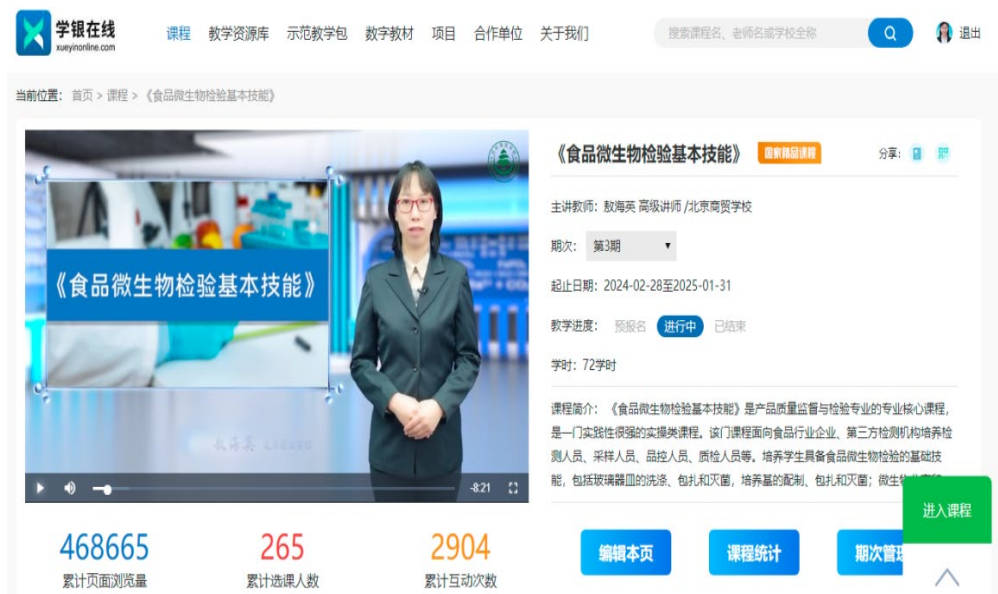 学银在线
xueyinonline.com
课程 教学资源库 示范教学包 数字教材 项目 合作单位 关于我们
搜索课程名、老师名或学校全称
退出
当前位置： 首页 > 课程 > 《食品微生物检验基本技能》
《食品微生物检验基本技能》
-8:21
468665
累计页面浏览量
265
累计选课人数
2904
累计互动次数
《食品微生物检验基本技能》 国家精品课程 分享：
主讲教师：敖海英 高级讲师 /北京商贸学校
期次： 第3期
起止日期：2024-02-28至2025-01-31
教学进度： 预报名 进行中 已结束
学时：72学时
课程简介：《食品微生物检验基本技能》是产品质量监督与检验专业的专业核心课程，
是一门实践性很强的实操类课程。该门课程面向食品行业企业、第三方检测机构培养检
测人员、采样人员、品控人员、质检人员等。培养学生具备食品微生物检验的基础技
能，包括玻璃器皿的洗涤、包扎和灭菌，培养基的配制、包扎和灭菌；微生
进入课程
编辑本页 课程统计 期次管